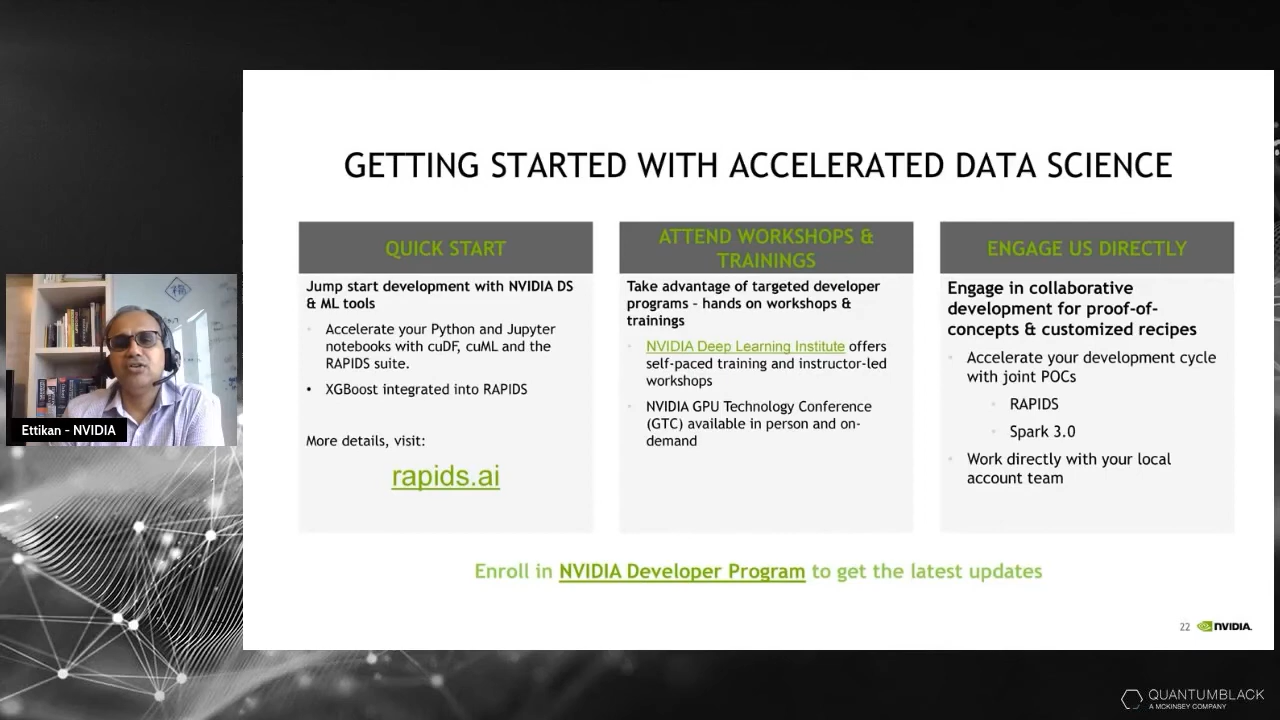 GETTING STARTED WITH ACCELERATED DATA SCIENCE
QUICK START
Jump start development with NVIDIA DS
& ML tools
Accelerate your Python and Jupyter
notebooks with cuDF, cuML and the
RAPIDS suite.
• XGBoost integrated into RAPIDS
More details, visit:
rapids.ai
ATTEND WORKSHOPS &
TRAININGS
Take advantage of targeted developer
programs – hands on workshops &
trainings
NVIDIA Deep Learning Institute offers
self-paced training and instructor-led
workshops
NVIDIA GPU Technology Conference
(GTC) available in person and on-
demand
ENGAGE US DIRECTLY
Engage in collaborative
development for proof-of-
concepts & customized recipes
Accelerate your development cycle
with joint POCs
RAPIDS
Spark 3.0
Work directly with your local
account team
Enroll in NVIDIA Developer Program to get the latest updates
22 NVIDIA.
Ettikan - NVIDIA
QUANTUMBLACK
A MCKINSEY COMPANY